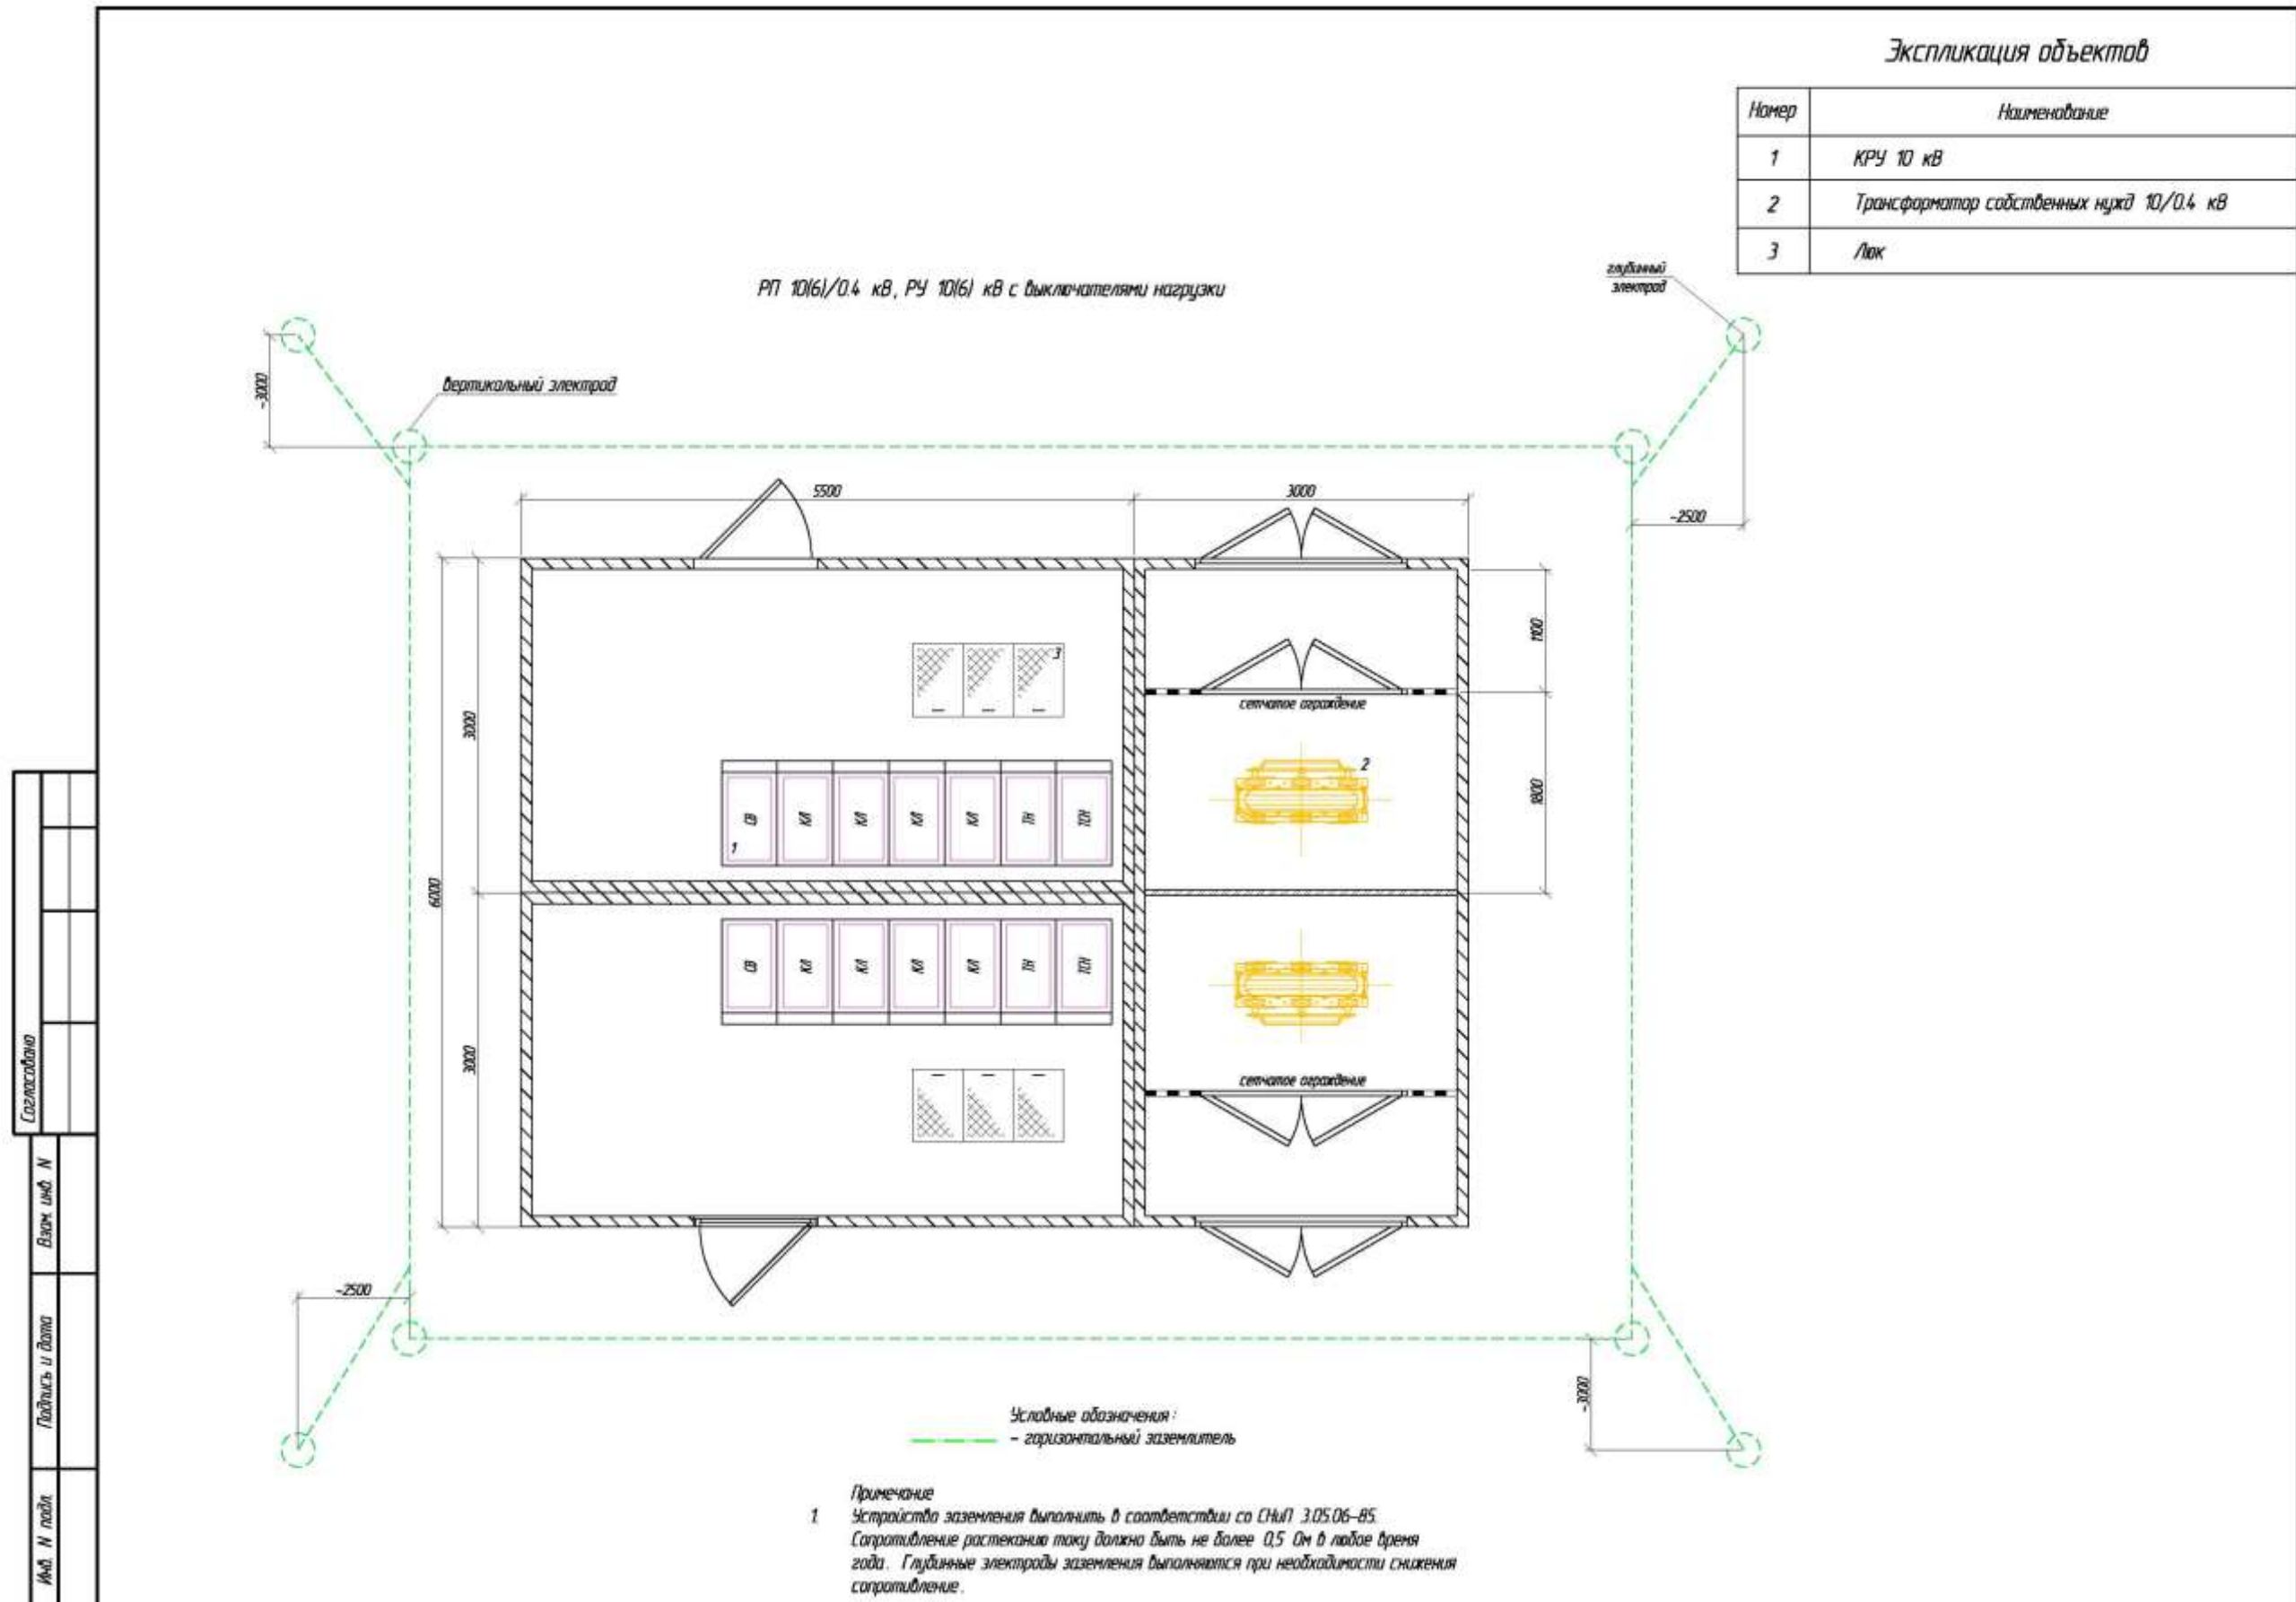 Экспликация объектов
Номер
Наименование
1
КРУ 10 кВ
2
Трансформатор собственных нужд 10/0.4 кВ
3
Люк
РП 10(6)/0.4 кВ, РУ 10(6) кВ с выключателями нагрузки
глубинный
электрод
~3000
вертикальный электрод
5500
3000
~2500
3
1100
сетчатое ограждение
3000
2
1800
СВ
КЛ
КЛ
КЛ
КЛ
ТН
ТСН
1
6000
СВ
КЛ
КЛ
КЛ
КЛ
ТН
ТСН
3000
сетчатое ограждение
~2500
~3000
Условные обозначения :
- горизонтальный заземлитель
Примечание
1. Устройство заземления выполнить в соответствии со СНиП 3.05.06-85.
Сопротивление растеканию току должно быть не более 0,5 Ом в любое время
года. Глубинные электроды заземления выполняются при необходимости снижения
сопротивление.
Согласовано
Взам. инв. N
Подпись и дата
Инв. N подл.